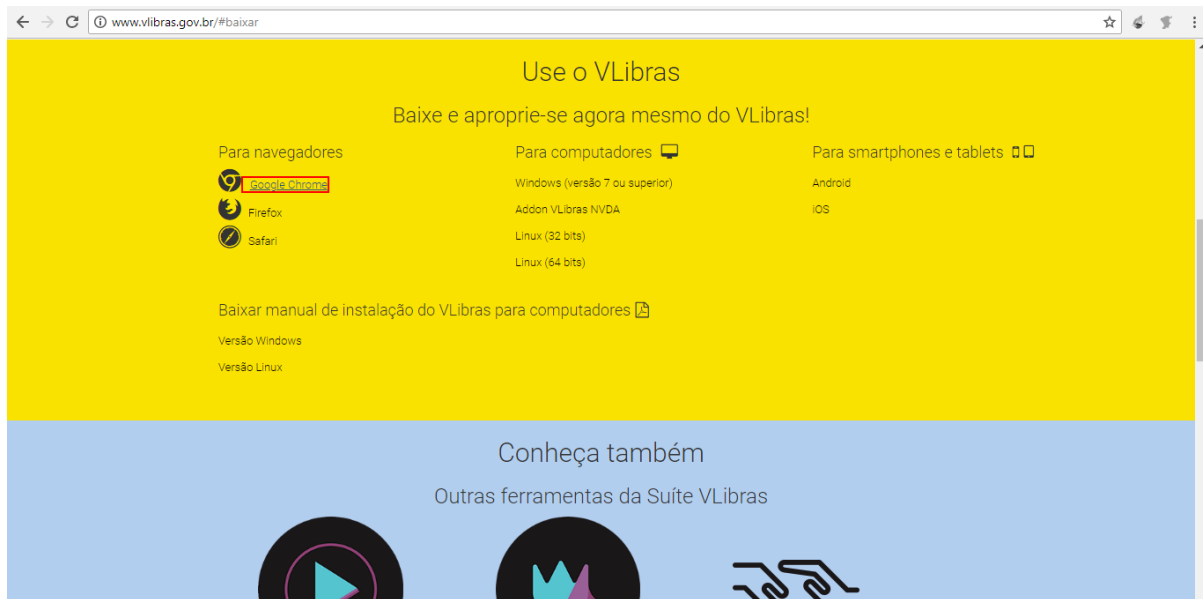 www.vlibras.gov.br/#baixar
Use o VLibras
Baixe e aproprie-se agora mesmo do VLibras!
Para navegadores
Google Chrome
Firefox
Safari
Para computadores
Windows (versão 7 ou superior)
Addon VLibras NVDA
Linux (32 bits)
Linux (64 bits)
Para smartphones e tablets
Android
iOS
Baixar manual de instalação do VLibras para computadores
Versão Windows
Versão Linux
Conheça também
Outras ferramentas da Suíte VLibras